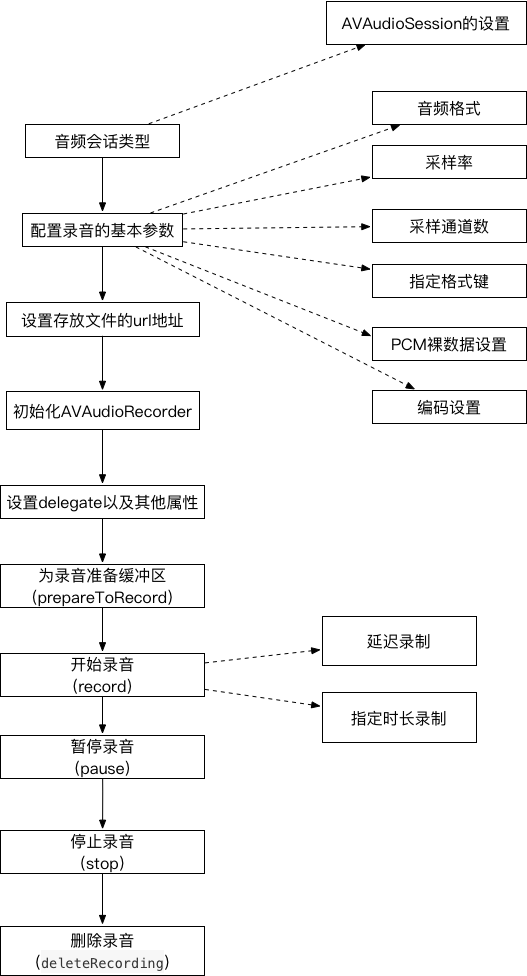 AVAudioSession的设置
音频会话类型
音频格式
采样率
配置录音的基本参数
采样通道数
指定格式键
设置存放文件的url地址
PCM裸数据设置
初始化AVAudioRecorder
编码设置
设置delegate以及其他属性
为录音准备缓冲区
(prepareToRecord)
开始录音
(record)
延迟录制
指定时长录制
暂停录音
(pause)
停止录音
(stop)
删除录音
(deleteRecording)